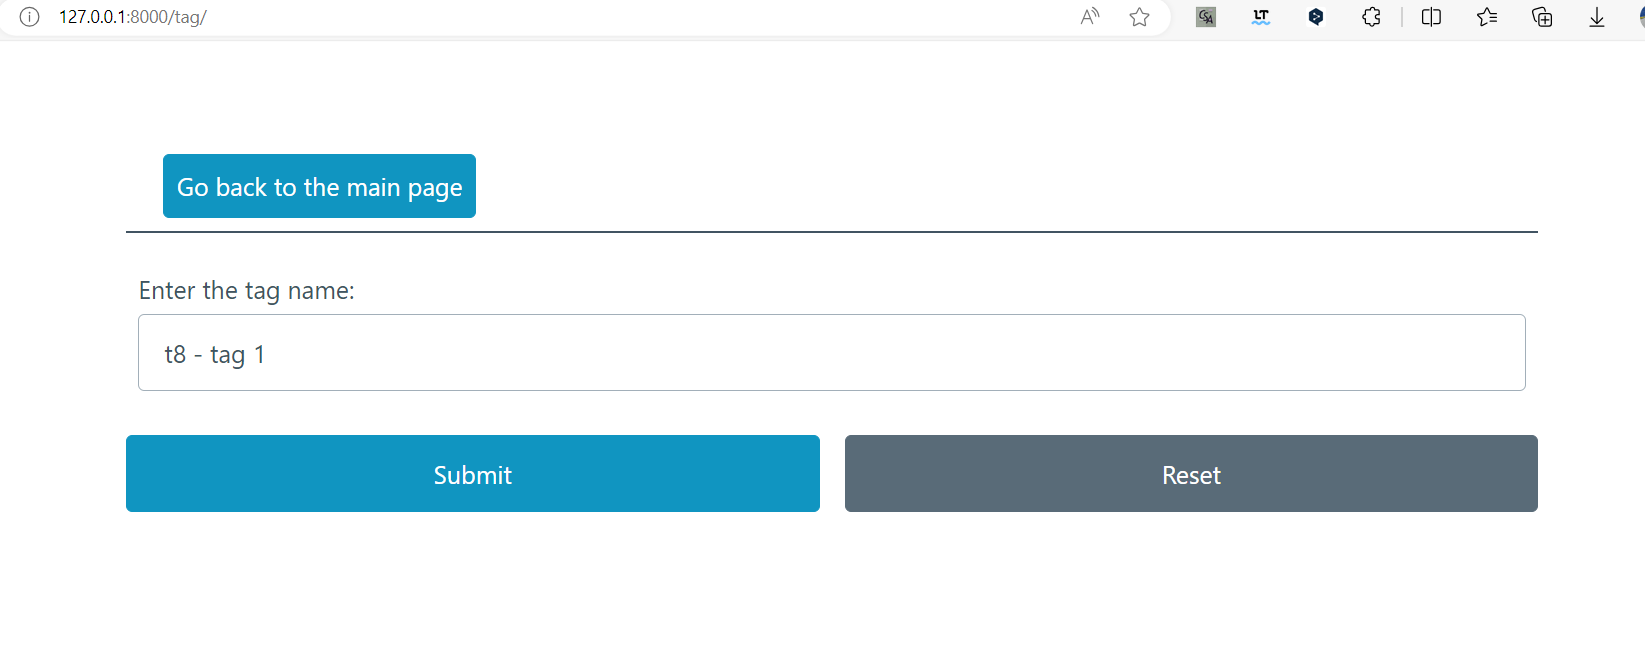 127.0.0.1:8000/tag/
Go back to the main page
Enter the tag name:
t8 - tag 1
Submit Reset